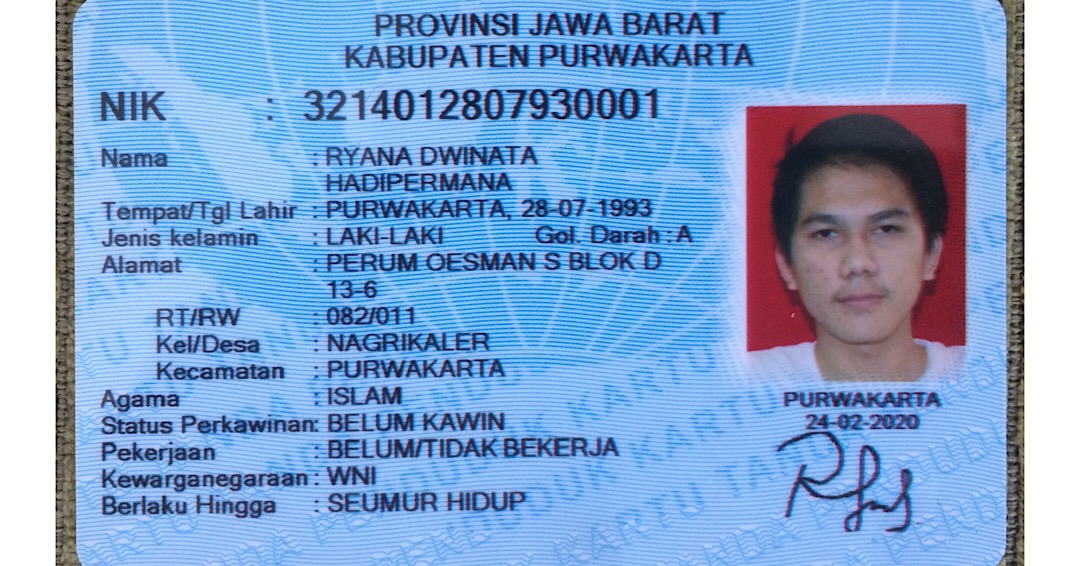 PROVINSI JAWA BARAT
KABUPATEN PURWAKARTA
NIK : 3214012807930001
Nama : RYANA DWINATA
HADIPERMANA
Tempat/Tgl Lahir : PURWAKARTA, 28-07-1993
Jenis kelamin : LAKI-LAKI Gol. Darah : A
Alamat : PERUM OESMAN S BLOK D
13-6
RT/RW : 082/011
Kel/Desa : NAGRIKALER
Kecamatan : PURWAKARTA
Agama : ISLAM
Status Perkawinan: BELUM KAWIN
Pekerjaan : BELUM/TIDAK BEKERJA
Kewarganegaraan : WNI
Berlaku Hingga : SEUMUR HIDUP
PURWAKARTA
24-02-2020